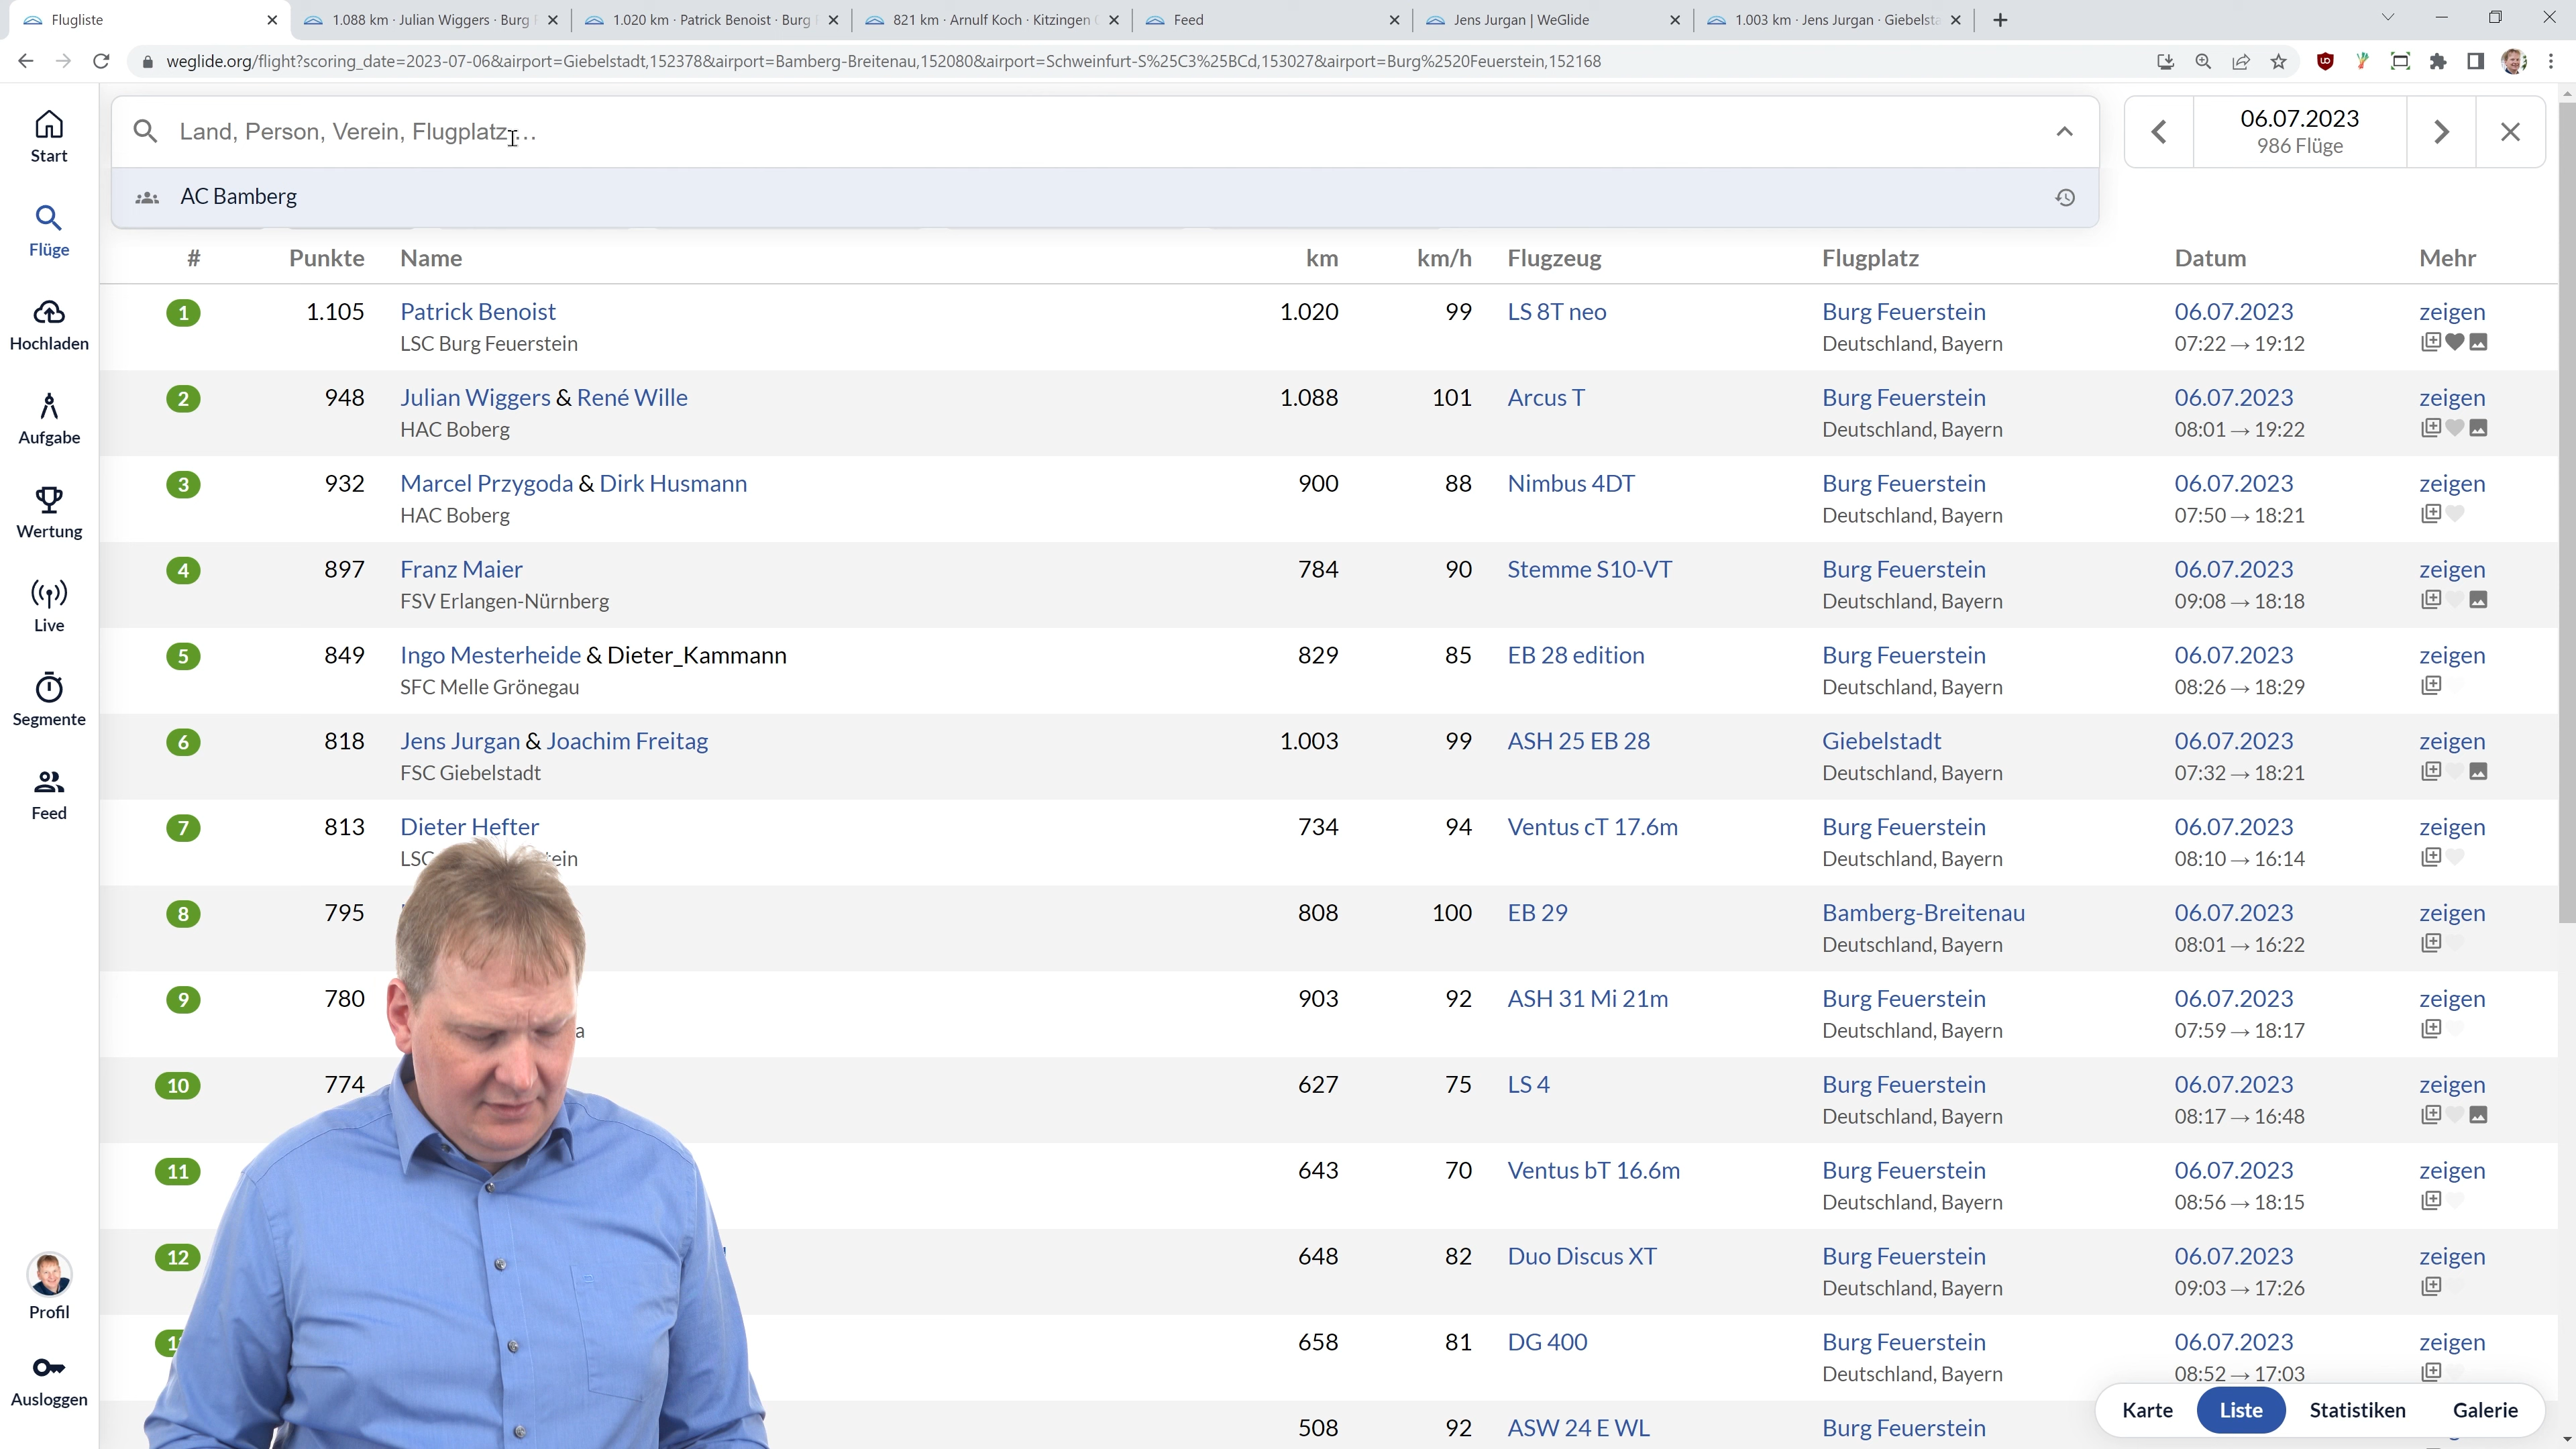 Flugliste
1.088 km · Julian Wiggers · Burg F
1.020 km · Patrick Benoist · Burg
821 km · Arnulf Koch · Kitzingen
Feed
Jens Jurgan | WeGlide
1.003 km · Jens Jurgan · Giebelsta
weglide.org/flight?scoring_date=2023-07-06&airport=Giebelstadt,152378&airport=Bamberg-Breitenau,152080&airport=Schweinfurt-S%25C3%25BCd,153027&airport=Burg%2520Feuerstein,152168
Land, Person, Verein, Flugplatz, ...
06.07.2023
986 Flüge
AC Bamberg
Start
Flüge
Hochladen
Aufgabe
Wertung
Live
Segmente
Feed
Profil
Ausloggen
# Punkte Name km km/h Flugzeug Flugplatz Datum Mehr
1 1.105 Patrick Benoist 1.020 99 LS 8T neo Burg Feuerstein 06.07.2023 zeigen
LSC Burg Feuerstein Deutschland, Bayern 07:22 → 19:12
2 948 Julian Wiggers & René Wille 1.088 101 Arcus T Burg Feuerstein 06.07.2023 zeigen
HAC Boberg Deutschland, Bayern 08:01 → 19:22
3 932 Marcel Przygoda & Dirk Husmann 900 88 Nimbus 4DT Burg Feuerstein 06.07.2023 zeigen
HAC Boberg Deutschland, Bayern 07:50 → 18:21
4 897 Franz Maier 784 90 Stemme S10-VT Burg Feuerstein 06.07.2023 zeigen
FSV Erlangen-Nürnberg Deutschland, Bayern 09:08 → 18:18
5 849 Ingo Mesterheide & Dieter_Kammann 829 85 EB 28 edition Burg Feuerstein 06.07.2023 zeigen
SFC Melle Grönegau Deutschland, Bayern 08:26 → 18:29
6 818 Jens Jurgan & Joachim Freitag 1.003 99 ASH 25 EB 28 Giebelstadt 06.07.2023 zeigen
FSC Giebelstadt Deutschland, Bayern 07:32 → 18:21
7 813 Dieter Hefter 734 94 Ventus cT 17.6m Burg Feuerstein 06.07.2023 zeigen
LSC Deutschland, Bayern 08:10 → 16:14
8 795 808 100 EB 29 Bamberg-Breitenau 06.07.2023 zeigen
Deutschland, Bayern 08:01 → 16:22
9 780 903 92 ASH 31 Mi 21m Burg Feuerstein 06.07.2023 zeigen
Deutschland, Bayern 07:59 → 18:17
10 774 627 75 LS 4 Burg Feuerstein 06.07.2023 zeigen
Deutschland, Bayern 08:17 → 16:48
11 643 70 Ventus bT 16.6m Burg Feuerstein 06.07.2023 zeigen
Deutschland, Bayern 08:56 → 18:15
12 648 82 Duo Discus XT Burg Feuerstein 06.07.2023 zeigen
Deutschland, Bayern 09:03 → 17:26
658 81 DG 400 Burg Feuerstein 06.07.2023 zeigen
Deutschland, Bayern 08:52 → 17:03
508 92 ASW 24 E WL Burg Feuerstein
Karte Liste Statistiken Galerie